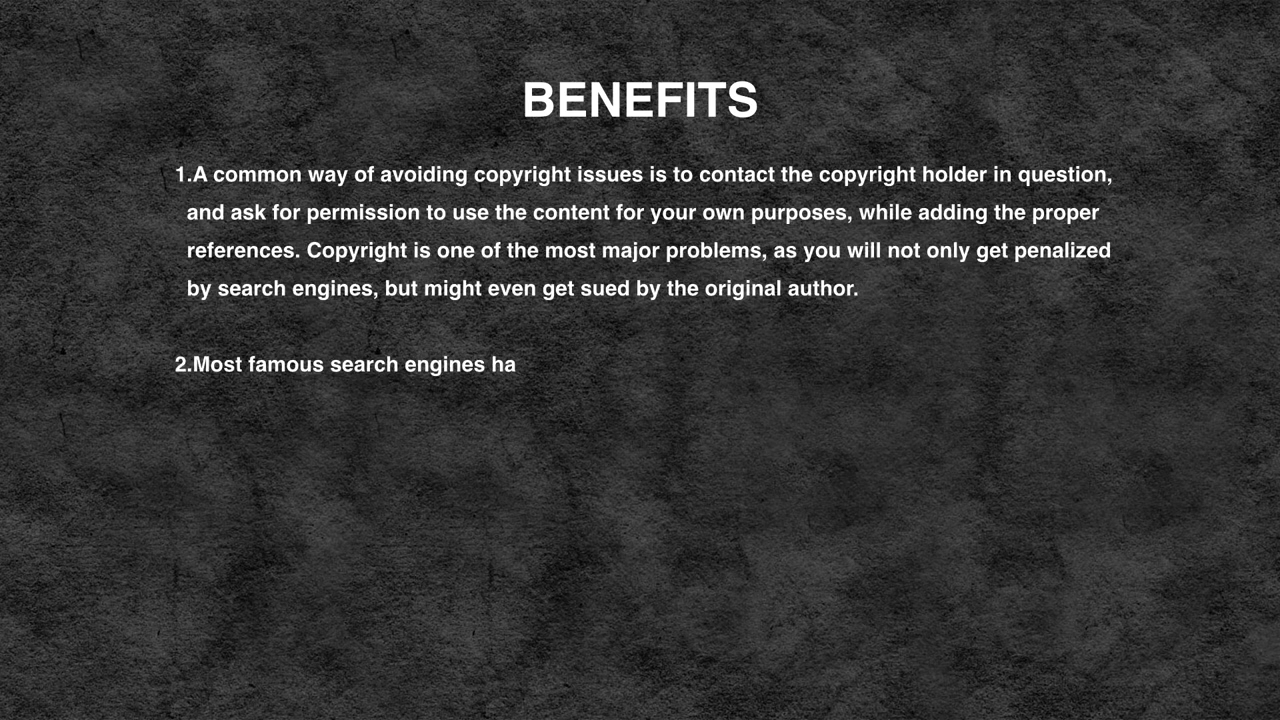 BENEFITS
1.A common way of avoiding copyright issues is to contact the copyright holder in question,
and ask for permission to use the content for your own purposes, while adding the proper
references. Copyright is one of the most major problems, as you will not only get penalized
by search engines, but might even get sued by the original author.
2.Most famous search engines ha